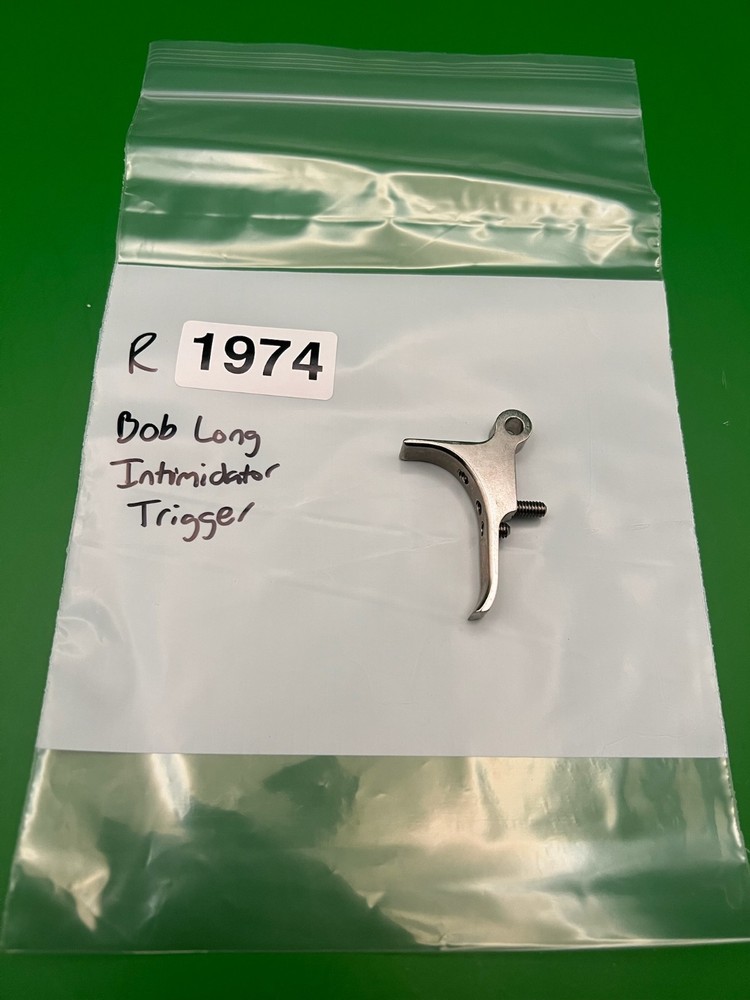 R 1974
Bob Long
Intimidator
Trigger